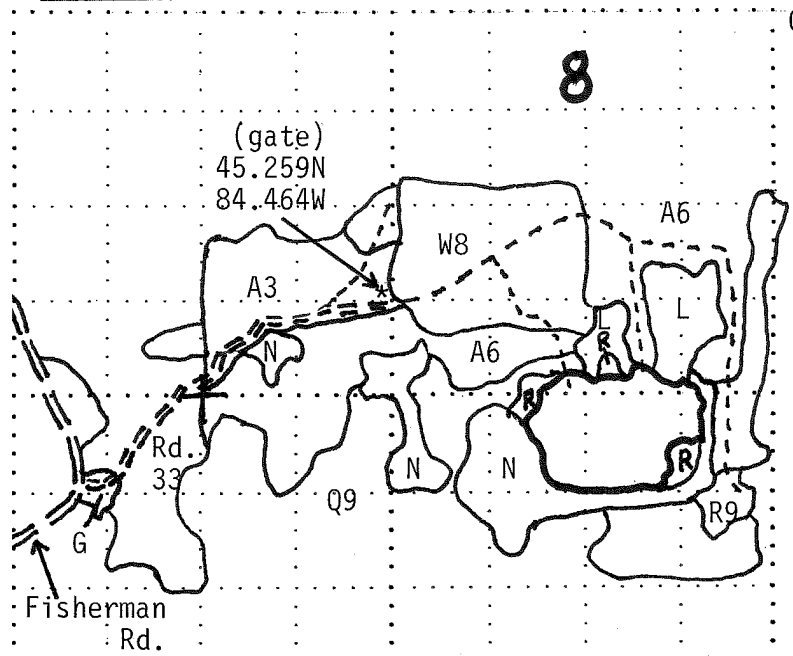 8
(gate)
45.259N
84.464W
A6
W8
A3
L
L
N
R
A6
R
Rd.
33
N
N
R
Q9
R9
G
Fisherman
Rd.